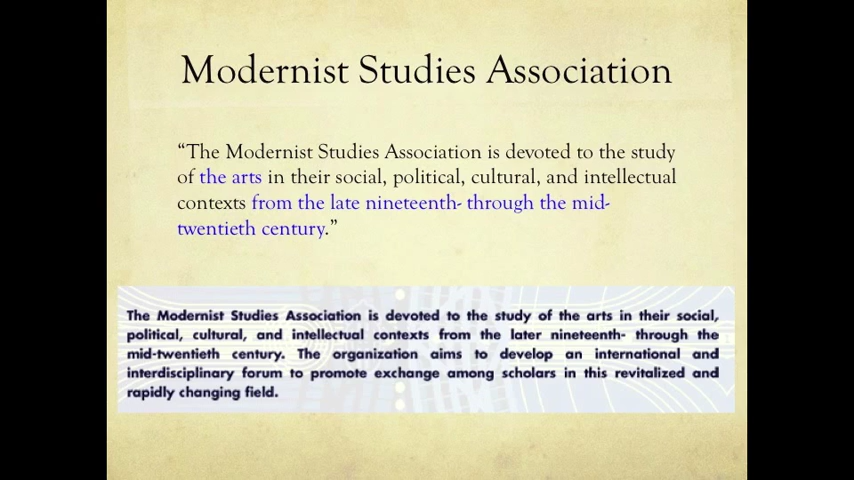 Modernist Studies Association
“The Modernist Studies Association is devoted to the study
of the arts in their social, political, cultural, and intellectual
contexts from the late nineteenth- through the mid-
twentieth century.”
The Modernist Studies Association is devoted to the study of the arts in their social,
political, cultural, and intellectual contexts from the later nineteenth- through the
mid-twentieth century. The organization aims to develop an international and
interdisciplinary forum to promote exchange among scholars in this revitalized and
rapidly changing field.